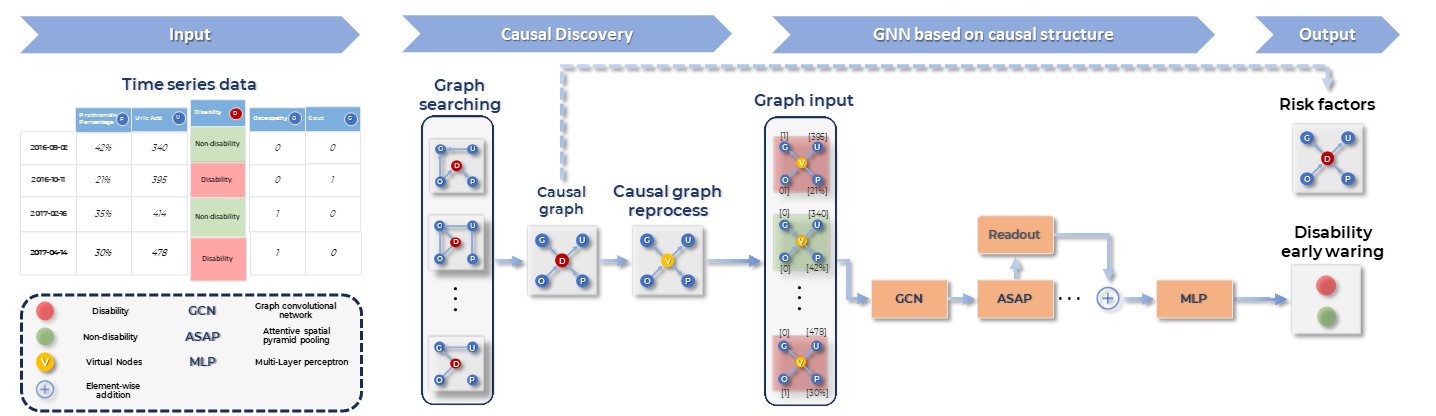 Input
Causal Discovery
GNN based on causal structure
Output
Time series data
Prothrombin Percentage P
Uric Acid U
Disability D
Osteopathy O
Gout G
2016-09-02 42% 340 Non-disability 0 0
2016-10-11 21% 395 Disability 0 1
2017-02-16 35% 414 Non-disability 1 0
2017-04-14 30% 478 Disability 1 0
Disability
GCN
Graph convolutional
network
Non-disability
ASAP
Attentive spatial
pyramid pooling
V
Virtual Nodes
MLP
Multi-Layer perceptron
Element-wise
addition
Graph
searching
G U
D
O P
G U
D
O P
G U
D
O P
Causal
graph
G U
D
O P
Causal graph
reprocess
G U
V
O P
Graph input
[1] [395]
G U
V
O P
01] [21%]
[0] [340]
G U
V
O P
[0] [42%]
[0] [478]
G U
V
O P
[1] [30%]
GCN
ASAP
Readout
MLP
Risk factors
G U
D
O P
Disability
early waring